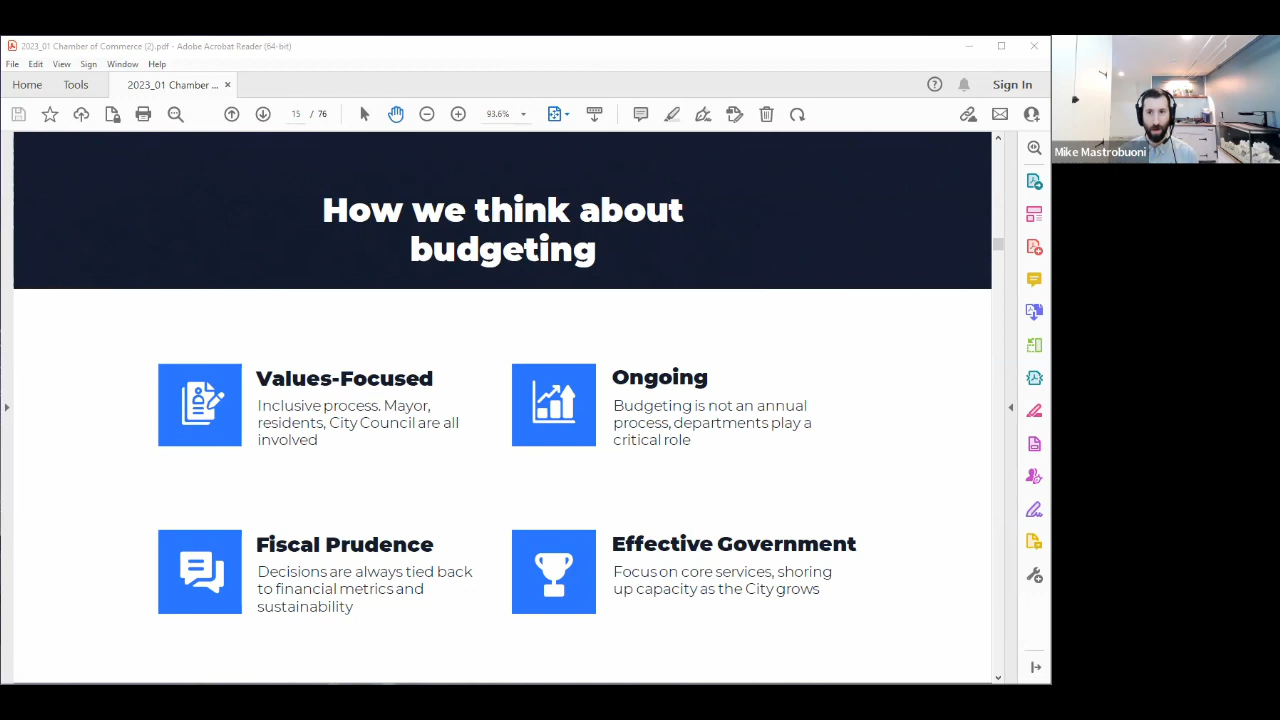 2023_01 Chamber of Commerce (2).pdf - Adobe Acrobat Reader (64-bit)
File Edit View Sign Window Help
Home Tools 2023_01 Chamber ... Sign In
15 / 76 93.6%
Mike Mastrobuoni
How we think about
budgeting
Values-Focused
Inclusive process. Mayor,
residents, City Council are all
involved
Ongoing
Budgeting is not an annual
process, departments play a
critical role
Fiscal Prudence
Decisions are always tied back
to financial metrics and
sustainability
Effective Government
Focus on core services, shoring
up capacity as the City grows